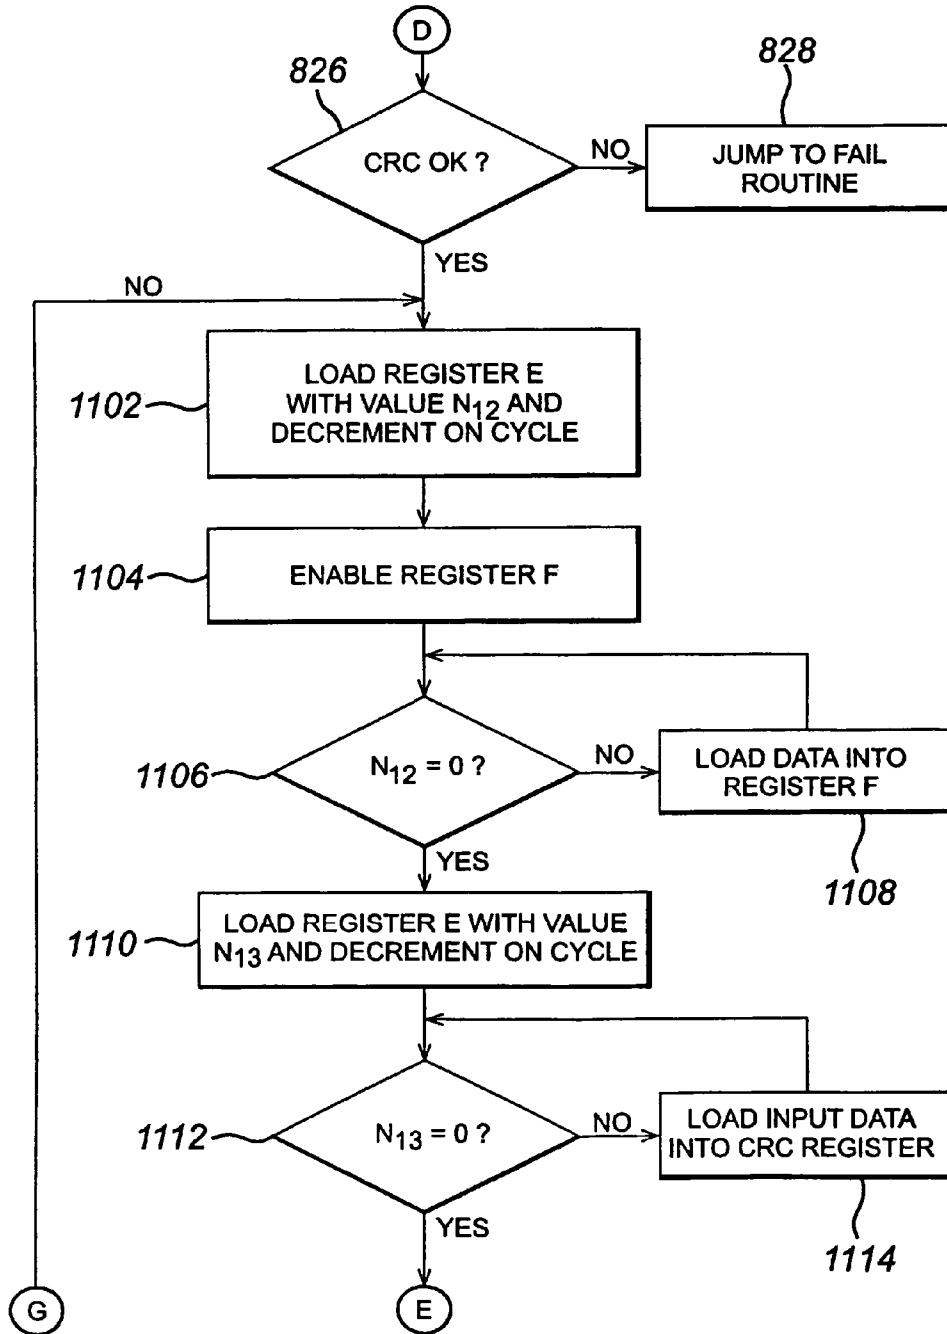 D
826
828
CRC OK ?
NO
JUMP TO FAIL
ROUTINE
YES
NO
1102
LOAD REGISTER E
WITH VALUE N12 AND
DECREMENT ON CYCLE
1104
ENABLE REGISTER F
1106
N12 = 0 ?
NO
LOAD DATA INTO
REGISTER F
1108
YES
1110
LOAD REGISTER E WITH VALUE
N13 AND DECREMENT ON CYCLE
1112
N13 = 0 ?
NO
LOAD INPUT DATA
INTO CRC REGISTER
1114
YES
G
E